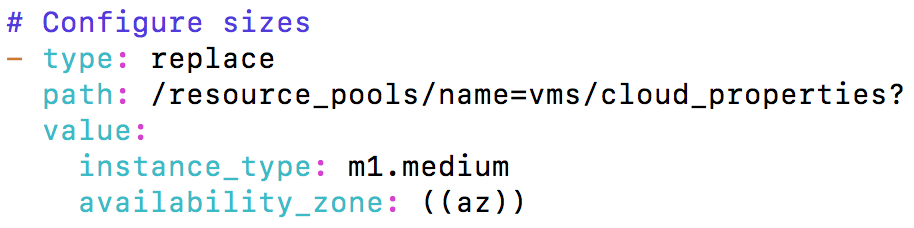 # Configure sizes
- type: replace
  path: /resource_pools/name=vms/cloud_properties?
  value:
    instance_type: m1.medium
    availability_zone: ((az))